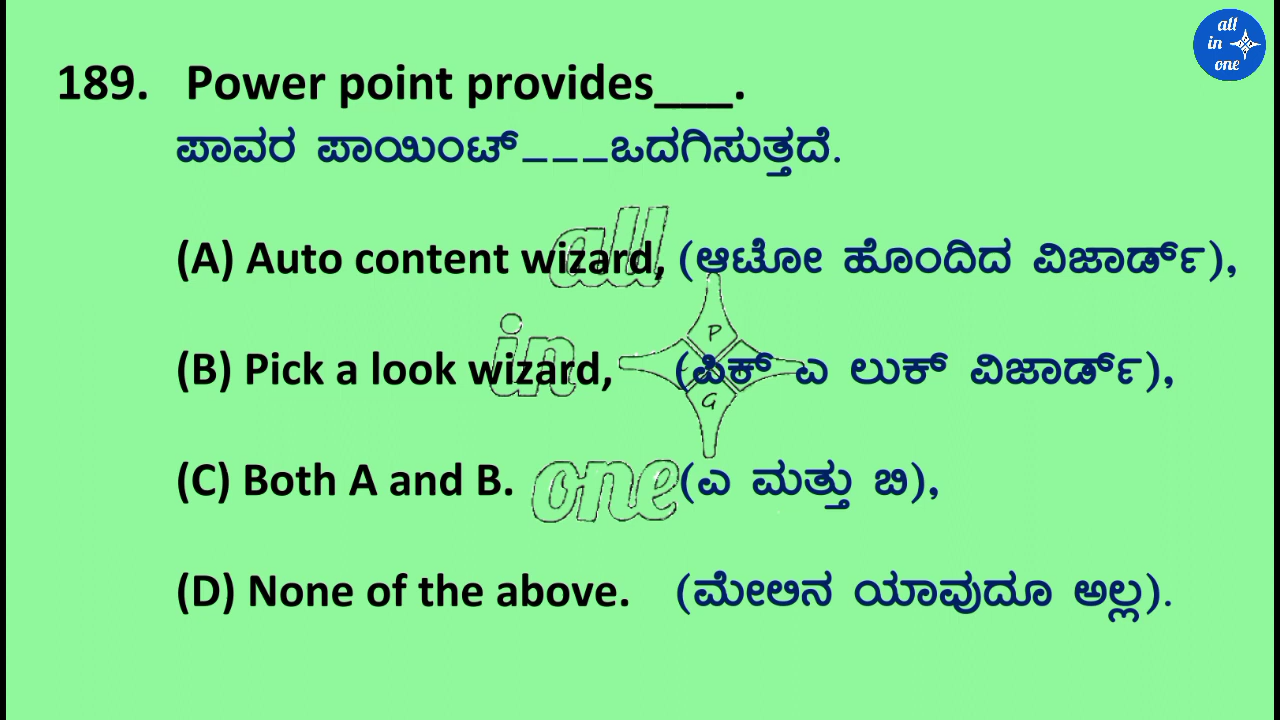 all
in
one
189. Power point provides___.
ಪಾವರ ಪಾಯಿಂಟ್___ಒದಗಿಸುತ್ತದೆ.
(A) Auto content wizard, (ಆಟೋ ಹೊಂದಿದ ವಿಜಾರ್ಡ್),
(B) Pick a look wizard, (ಪಿಕ್ ಎ ಲುಕ್ ವಿಜಾರ್ಡ್),
(C) Both A and B. (ಎ ಮತ್ತು ಬಿ),
(D) None of the above. (ಮೇಲಿನ ಯಾವುದೂ ಅಲ್ಲ).
all
in
P
G
one